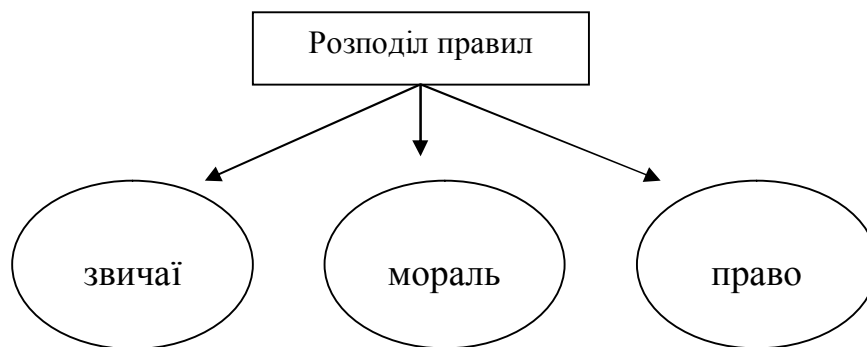 Розподіл правил
звичаї
мораль
право